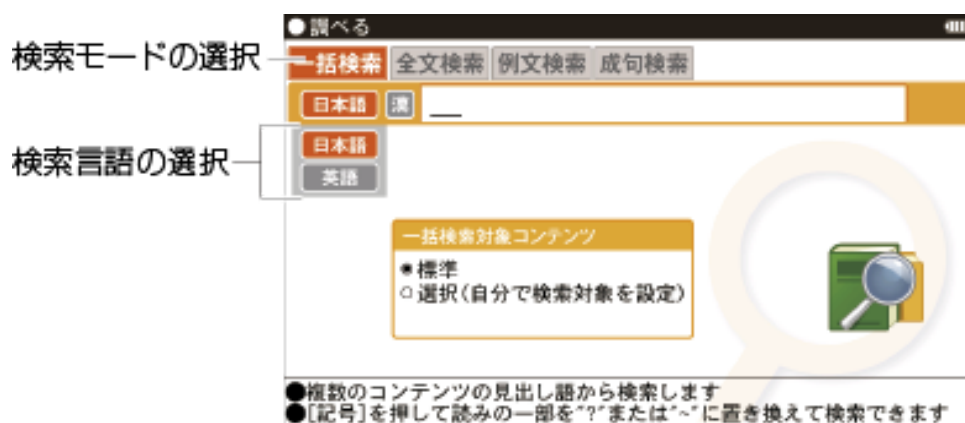 ●調べる
検索モードの選択
一括検索 全文検索 例文検索 成句検索
日本語 漢
検索言語の選択
日本語
英語
一括検索対象コンテンツ
標準
選択(自分で検索対象を設定)
●複数のコンテンツの見出し語から検索します
●[記号]を押して読みの一部を"?"または"~"に置き換えて検索できます